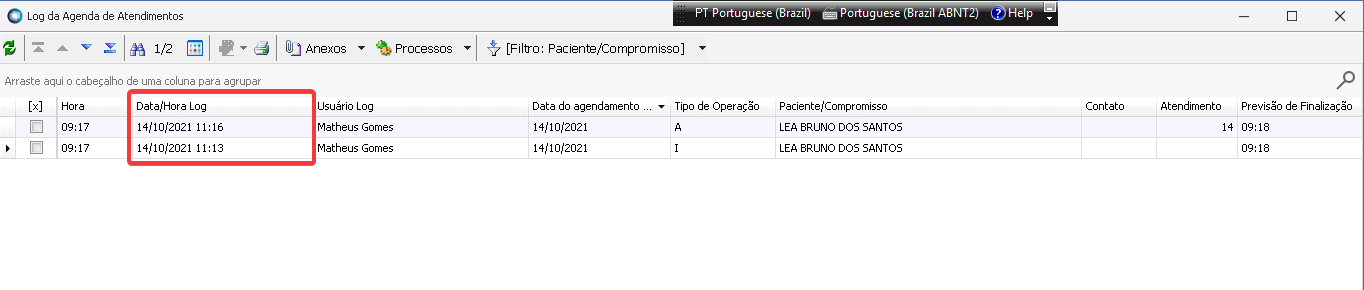 Log da Agenda de Atendimentos
PT Portuguese (Brazil) Portuguese (Brazil ABNT2) Help
1/2 Anexos Processos [Filtro: Paciente/Compromisso]
Arraste aqui o cabeçalho de uma coluna para agrupar
[x] Hora Data/Hora Log Usuário Log Data do agendamento ... Tipo de Operação Paciente/Compromisso Contato Atendimento Previsão de Finalização
09:17 14/10/2021 11:16 Matheus Gomes 14/10/2021 A LEA BRUNO DOS SANTOS 14 09:18
09:17 14/10/2021 11:13 Matheus Gomes 14/10/2021 I LEA BRUNO DOS SANTOS 09:18